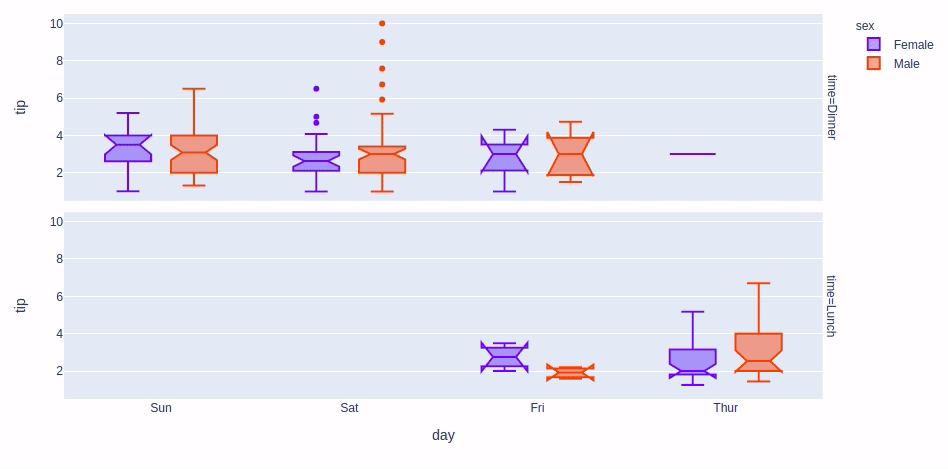 sex
Female
Male
10
8
6
4
2
tip
time=Dinner
10
8
6
4
2
tip
time=Lunch
Sun Sat Fri Thur
day